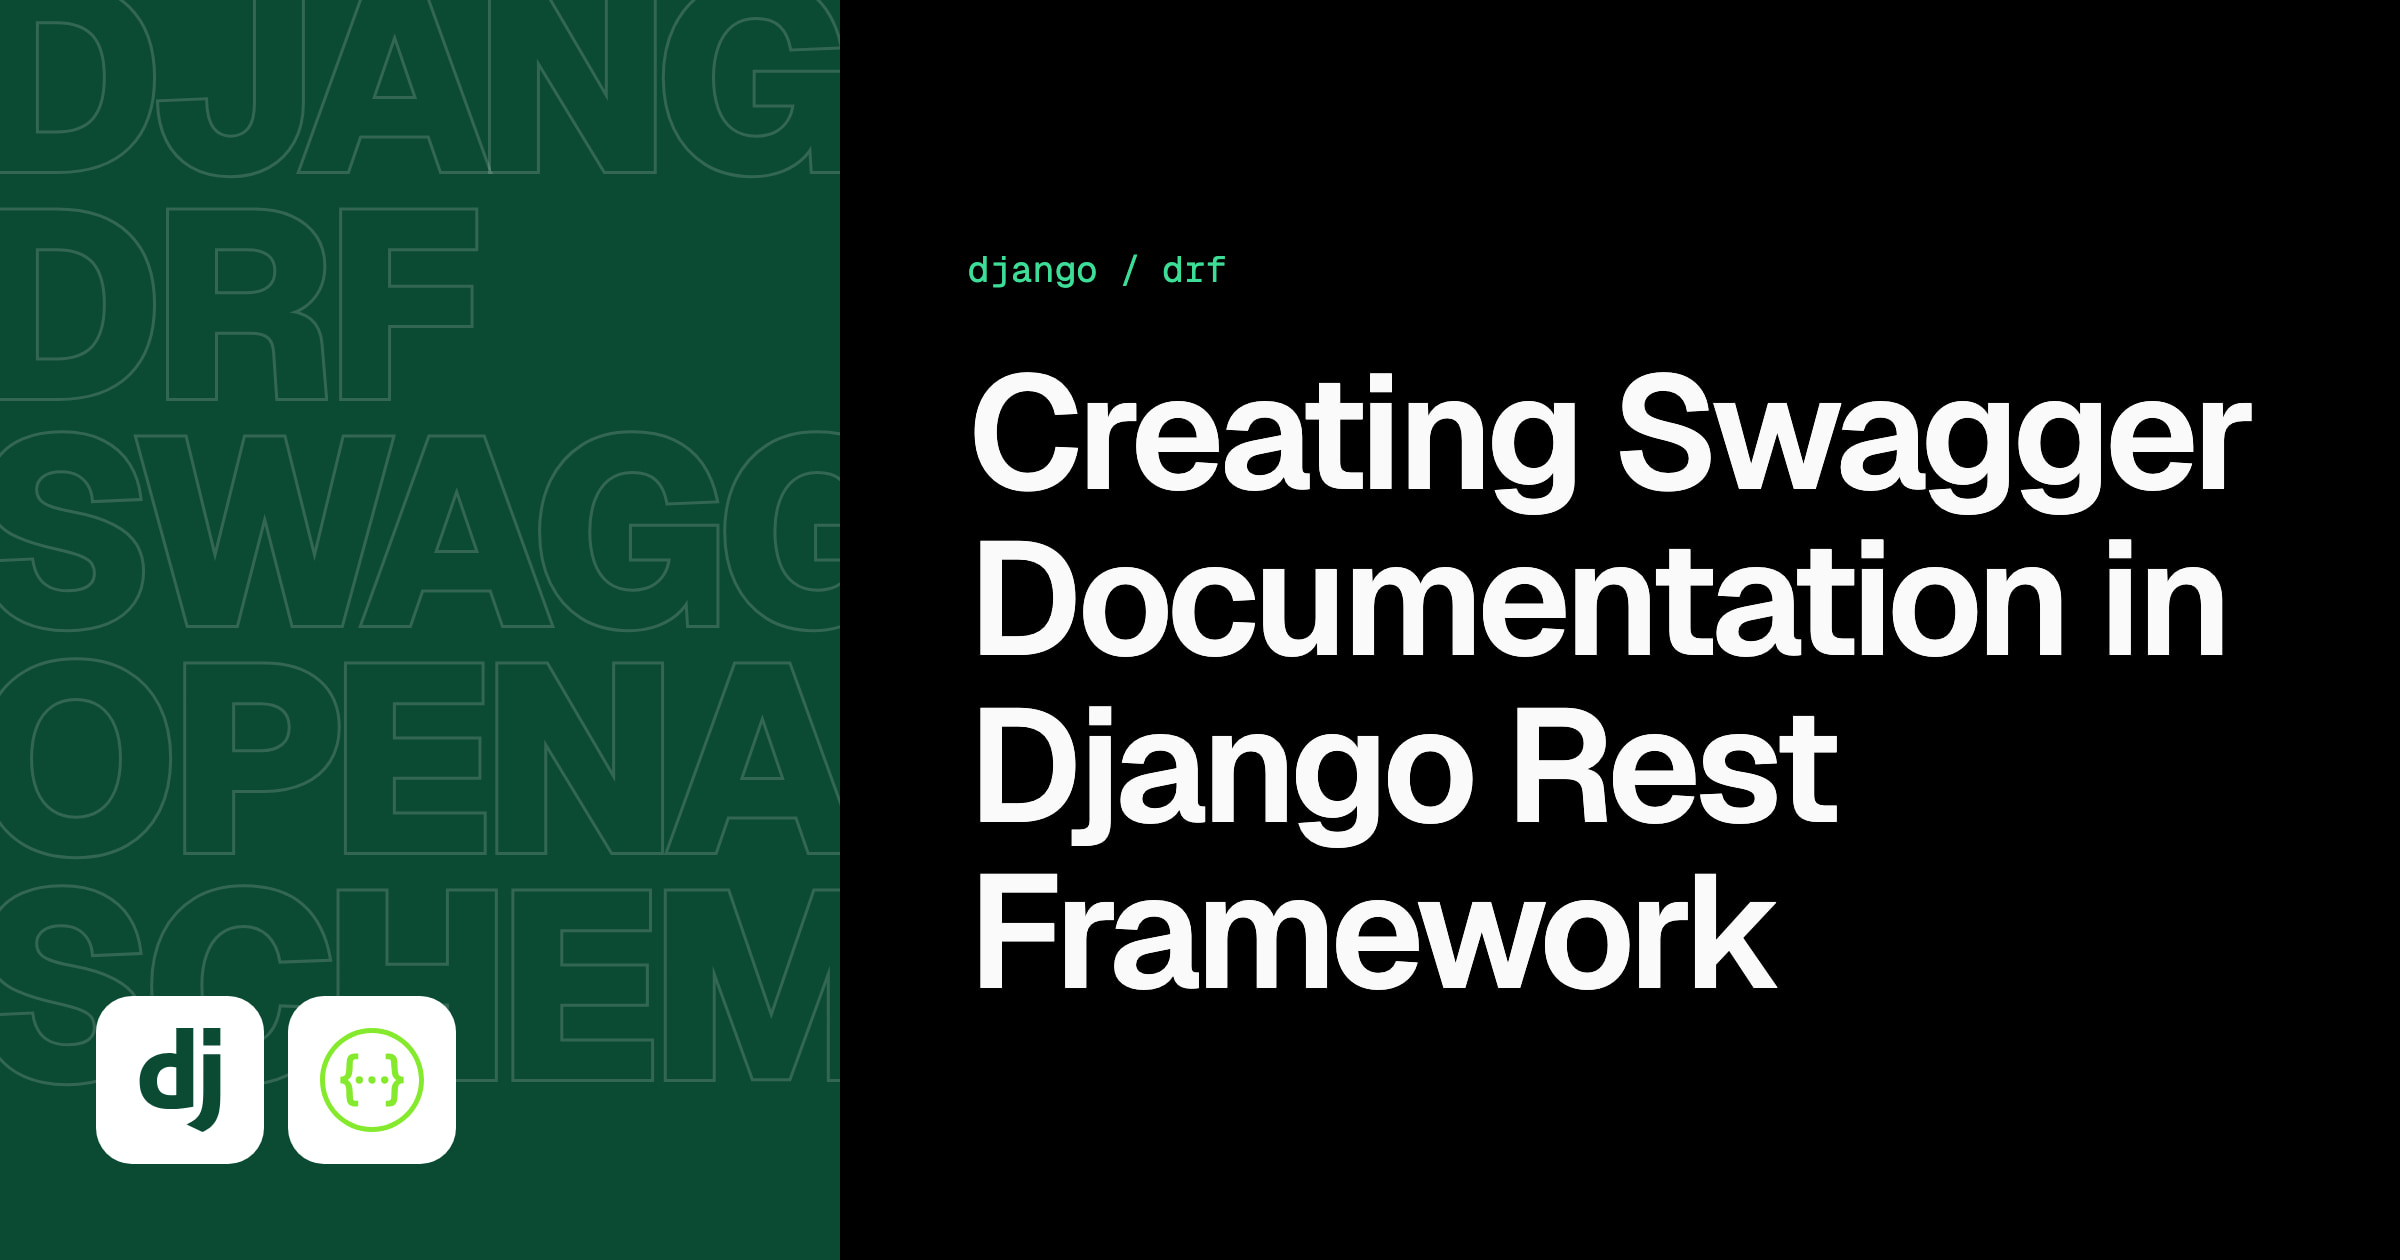 DJANG
DRF
SWAGG
OPENA
SCHEM
dj
{...}
django / drf
Creating Swagger
Documentation in
Django Rest
Framework